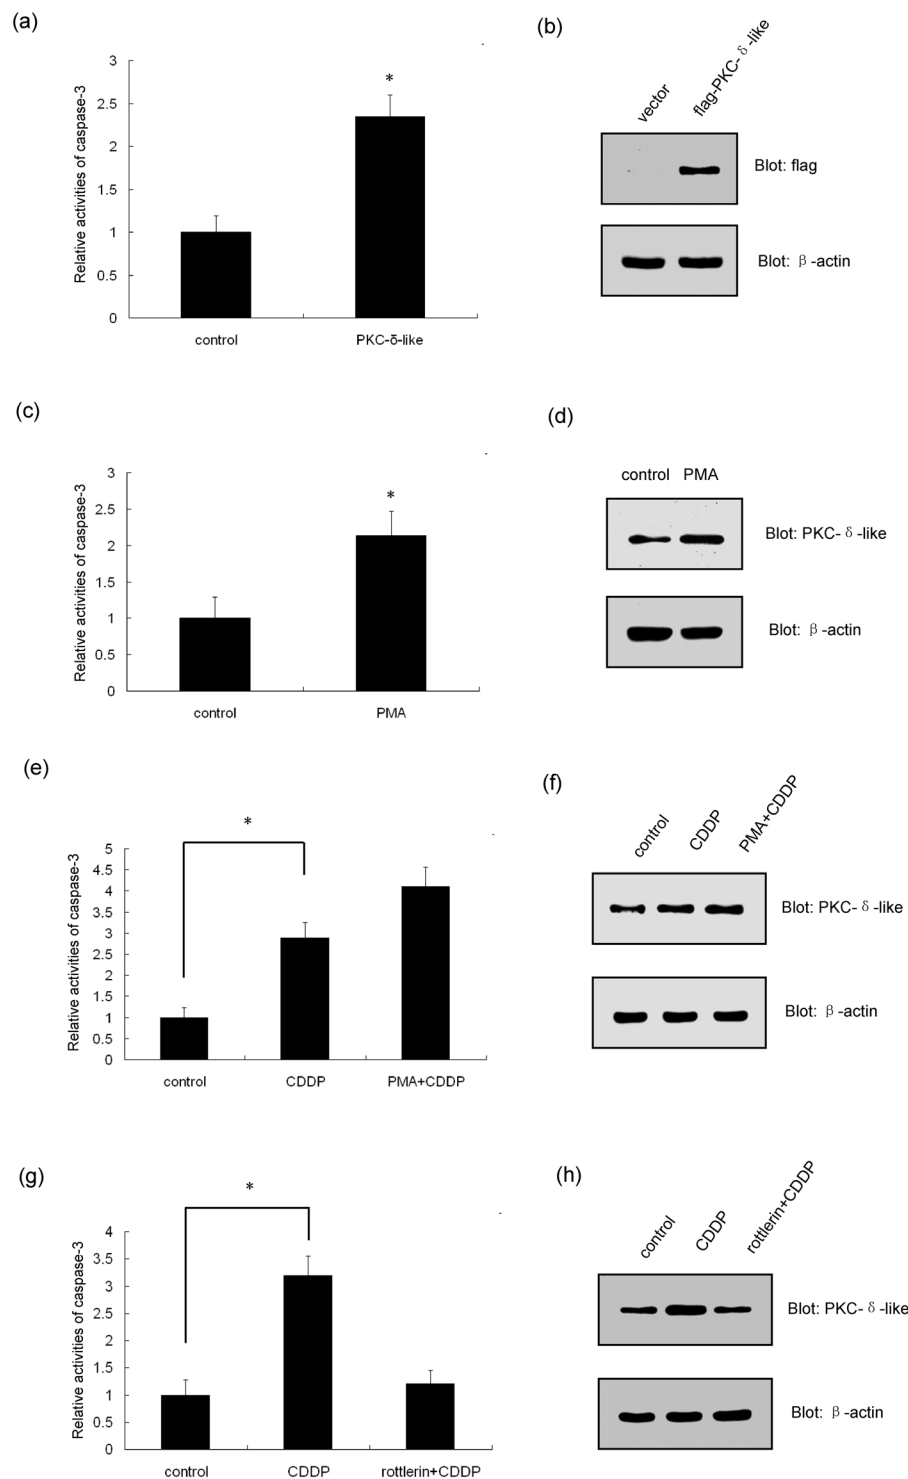 (a)
Relative activities of caspase-3
3
2.5
2
1.5
1
0.5
0
*
control
PKC-δ-like
(b)
vector
flag-PKC-δ-like
Blot: flag
Blot: β-actin
(c)
Relative activities of caspase-3
3
2.5
2
1.5
1
0.5
0
*
control
PMA
(d)
control PMA
Blot: PKC-δ-like
Blot: β-actin
(e)
Relative activities of caspase-3
5
4.5
4
3.5
3
2.5
2
1.5
1
0.5
0
*
control
CDDP
PMA+CDDP
(f)
control
CDDP
PMA+CDDP
Blot: PKC-δ-like
Blot: β-actin
(g)
Relative activities of caspase-3
4
3.5
3
2.5
2
1.5
1
0.5
0
*
control
CDDP
rottlerin+CDDP
(h)
control
CDDP
rottlerin+CDDP
Blot: PKC-δ-like
Blot: β-actin